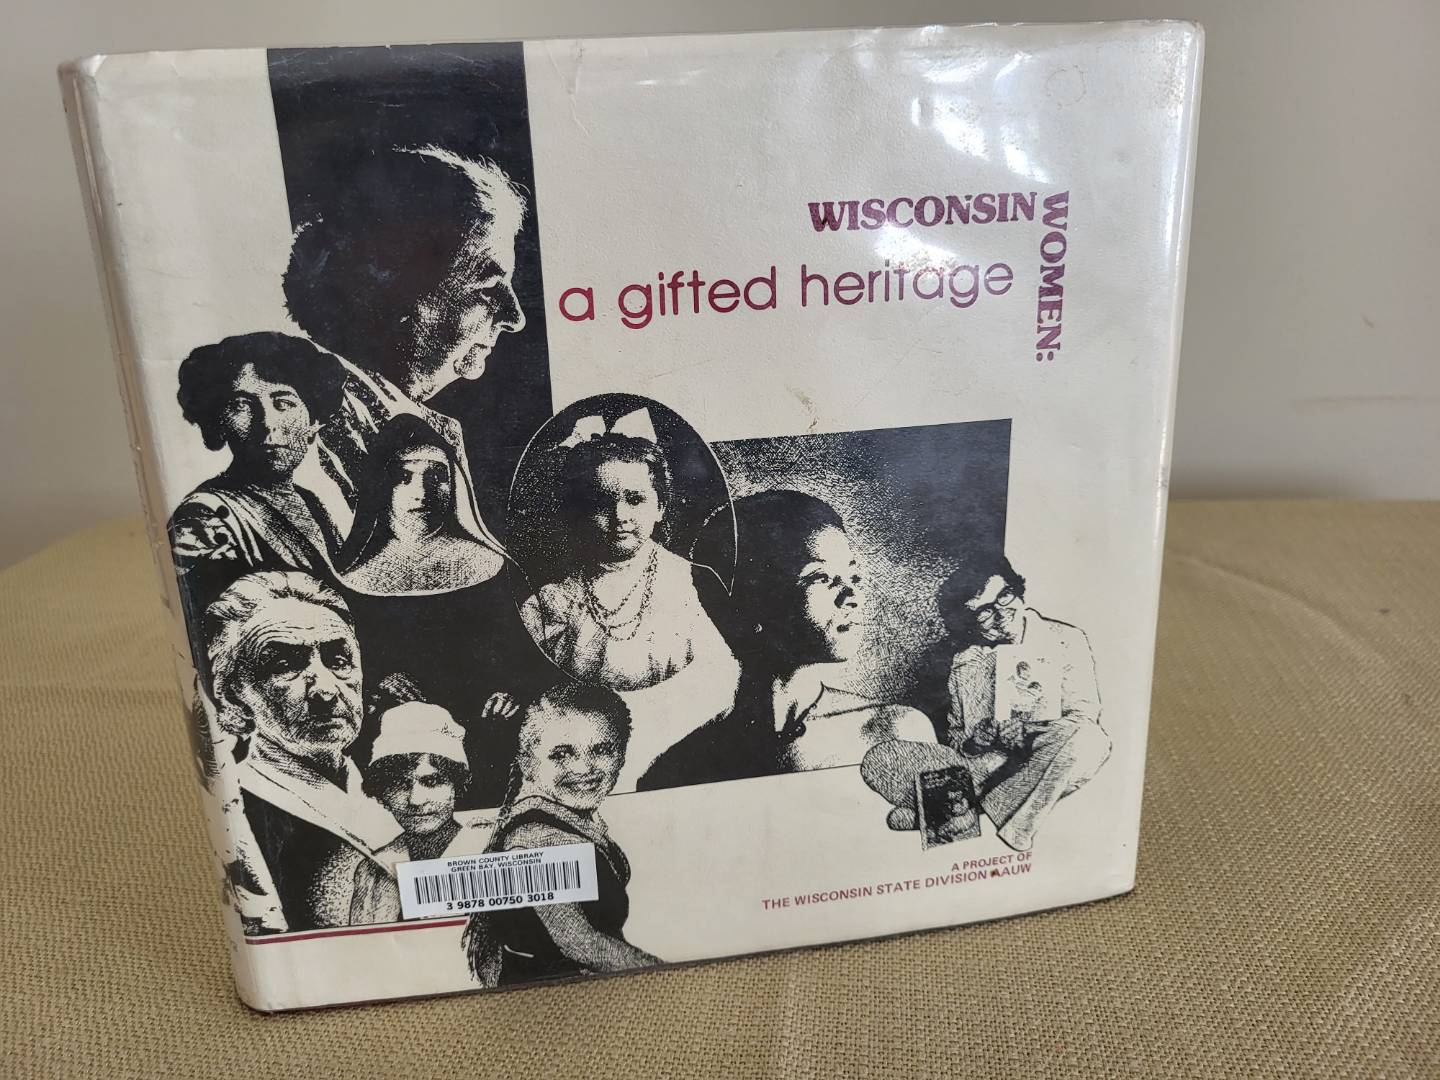 WISCONSIN
WOMEN:
a gifted heritage
A PROJECT OF
THE WISCONSIN STATE DIVISION AAUW
BROWN COUNTY LIBRARY
GREEN BAY, WISCONSIN
3 9878 00750 3018